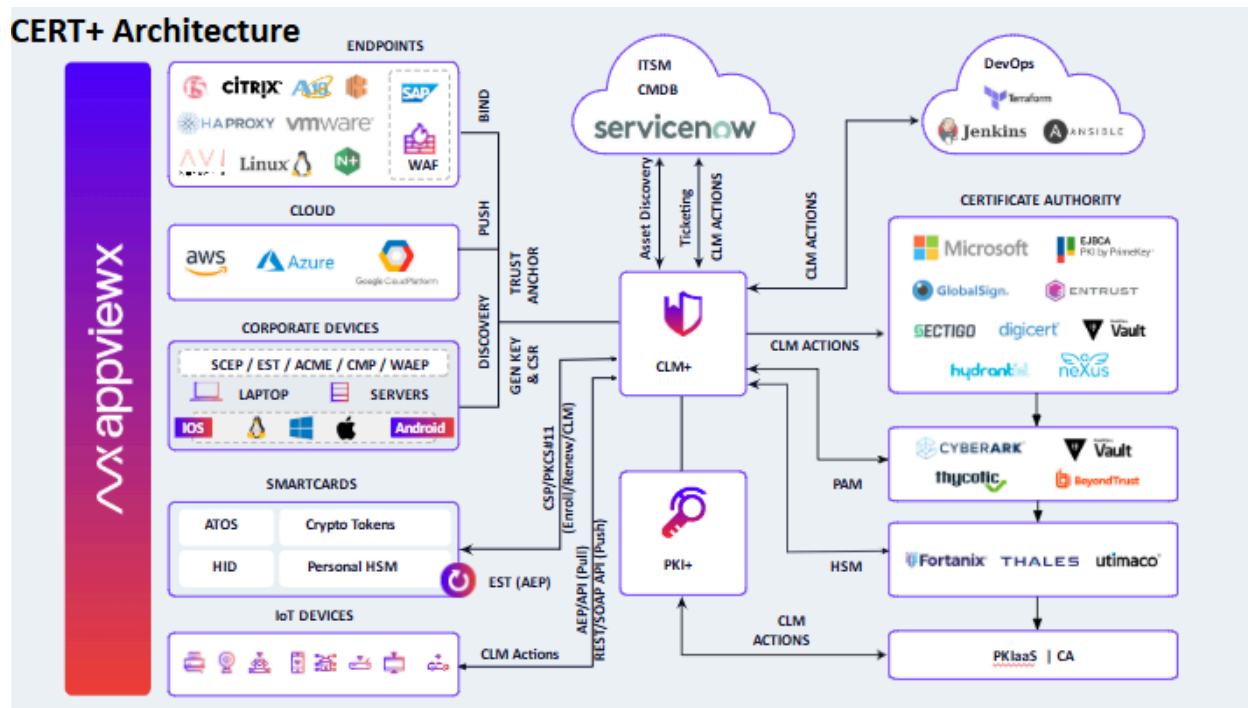 CERT+ Architecture
appviewx
ENDPOINTS
CITRIX
A10
SAP
HAPROXY
vmware
AVI
Linux
N+
WAF
BIND
CLOUD
aws
Azure
Google Cloud Platform
PUSH
TRUST
ANCHOR
DISCOVERY
GEN KEY
& CSR
CORPORATE DEVICES
SCEP / EST / ACME / CMP / WAEP
LAPTOP
SERVERS
IOS
Android
SMARTCARDS
ATOS
Crypto Tokens
HID
Personal HSM
EST (AEP)
CSP/PKCS#11
(Enroll/Renew/CLM)
IoT DEVICES
CLM Actions
AEP/API (Pull)
REST/SOAP API (Push)
ITSM
CMDB
servicenow
Asset Discovery
Ticketing
CLM ACTIONS
CLM+
PKI+
DevOps
Terraform
Jenkins
ANSIBLE
CLM ACTIONS
CERTIFICATE AUTHORITY
Microsoft
EJBCA
PKI by PrimeKey
GlobalSign.
ENTRUST
SECTIGO
digicert
Vault
hydrantid
neXus
CLM ACTIONS
CYBERARK
Vault
thycotic
BeyondTrust
PAM
Fortanix
THALES
utimaco
HSM
CLM
ACTIONS
PKIaaS | CA